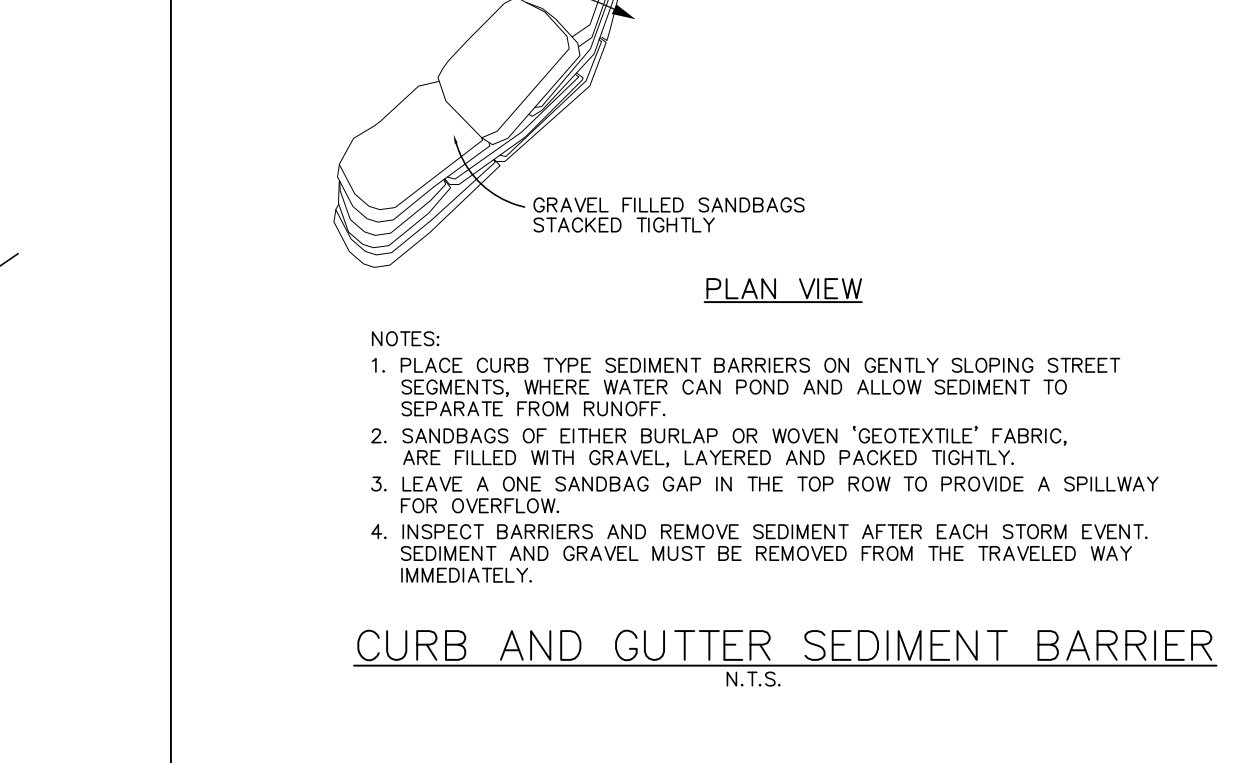 GRAVEL FILLED SANDBAGS
STACKED TIGHTLY
PLAN VIEW
NOTES:
1. PLACE CURB TYPE SEDIMENT BARRIERS ON GENTLY SLOPING STREET
SEGMENTS, WHERE WATER CAN POND AND ALLOW SEDIMENT TO
SEPARATE FROM RUNOFF.
2. SANDBAGS OF EITHER BURLAP OR WOVEN 'GEOTEXTILE' FABRIC,
ARE FILLED WITH GRAVEL, LAYERED AND PACKED TIGHTLY.
3. LEAVE A ONE SANDBAG GAP IN THE TOP ROW TO PROVIDE A SPILLWAY
FOR OVERFLOW.
4. INSPECT BARRIERS AND REMOVE SEDIMENT AFTER EACH STORM EVENT.
SEDIMENT AND GRAVEL MUST BE REMOVED FROM THE TRAVELED WAY
IMMEDIATELY.
CURB AND GUTTER SEDIMENT BARRIER
N.T.S.